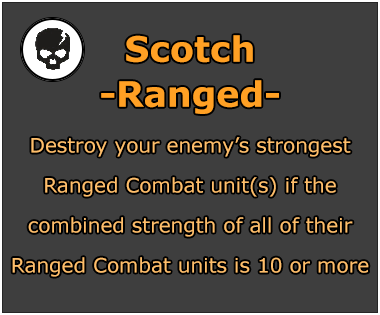 Scotch
-Ranged-
Destroy your enemy’s strongest
Ranged Combat unit(s) if the
combined strength of all of their
Ranged Combat units is 10 or more